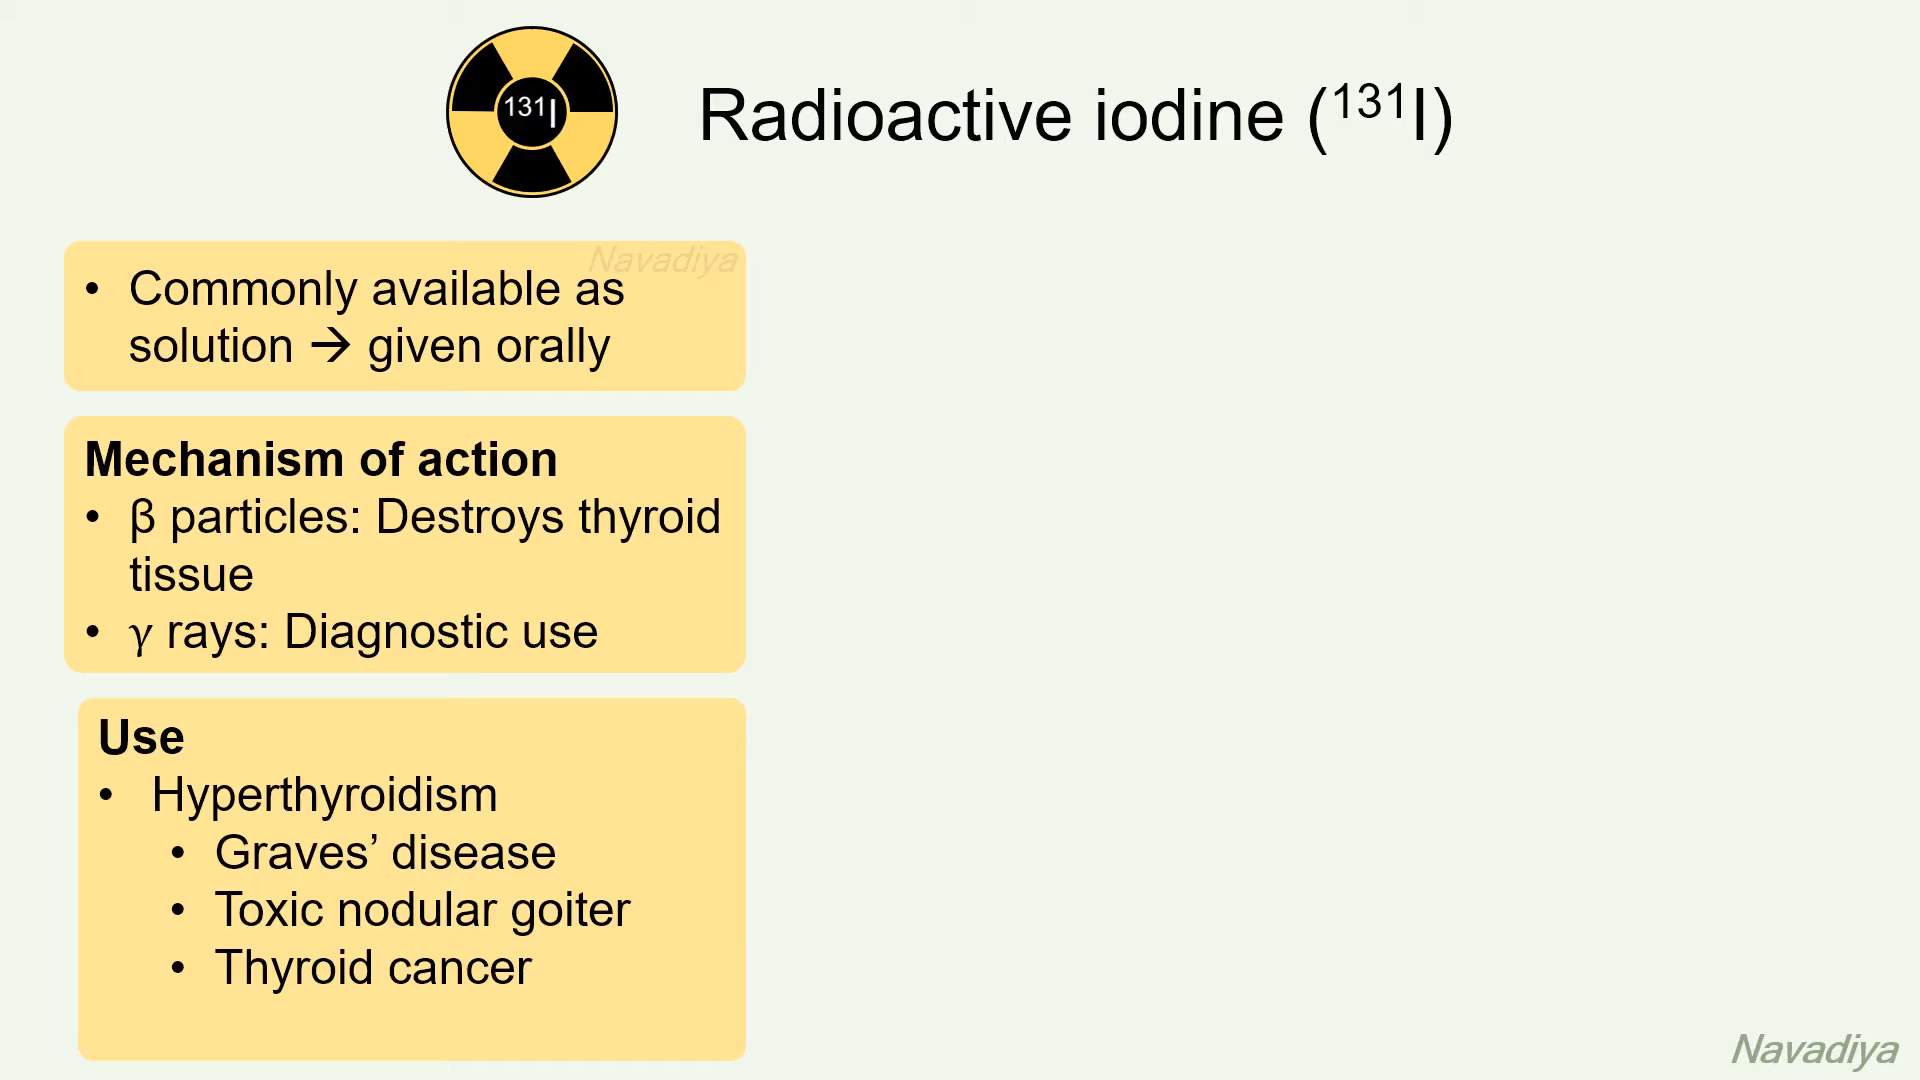 ¹³¹I
Radioactive iodine (¹³¹I)
Navadiya
• Commonly available as
solution → given orally
Mechanism of action
• β particles: Destroys thyroid
tissue
• γ rays: Diagnostic use
Use
• Hyperthyroidism
• Graves’ disease
• Toxic nodular goiter
• Thyroid cancer
Navadiya